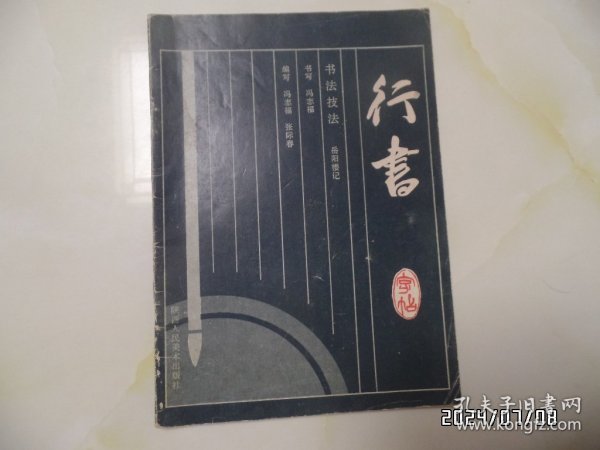 行書
字帖
书法技法 岳阳楼记
书写 冯志福
编写 冯志福 张际春
陕西人民美术出版社
孔夫子旧書网
www.kongfz.com
2024/07/08